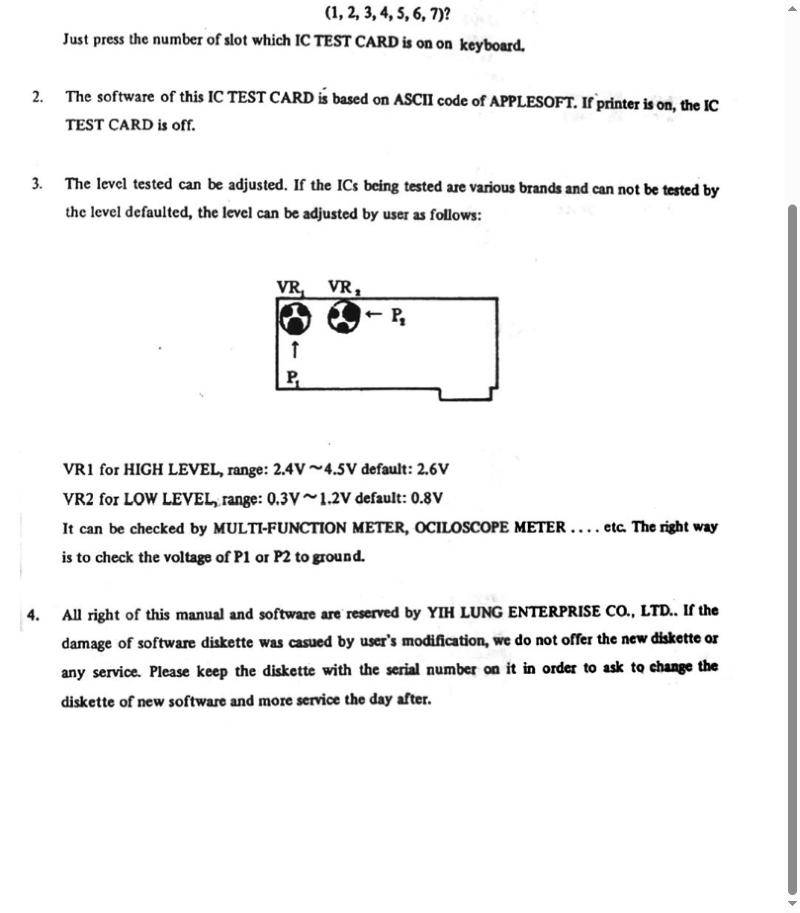 (1, 2, 3, 4, 5, 6, 7)?
Just press the number of slot which IC TEST CARD is on on keyboard.
2. The software of this IC TEST CARD is based on ASCII code of APPLESOFT. If printer is on, the IC
TEST CARD is off.
3. The level tested can be adjusted. If the ICs being tested are various brands and can not be tested by
the level defaulted, the level can be adjusted by user as follows:
VR1 VR2
← P2
↑
P1
VR1 for HIGH LEVEL, range: 2.4V ~ 4.5V default: 2.6V
VR2 for LOW LEVEL, range: 0.3V ~ 1.2V default: 0.8V
It can be checked by MULTI-FUNCTION METER, OCILOSCOPE METER .... etc. The right way
is to check the voltage of P1 or P2 to ground.
4. All right of this manual and software are reserved by YIH LUNG ENTERPRISE CO., LTD.. If the
damage of software diskette was casued by user's modification, we do not offer the new diskette or
any service. Please keep the diskette with the serial number on it in order to ask to change the
diskette of new software and more service the day after.